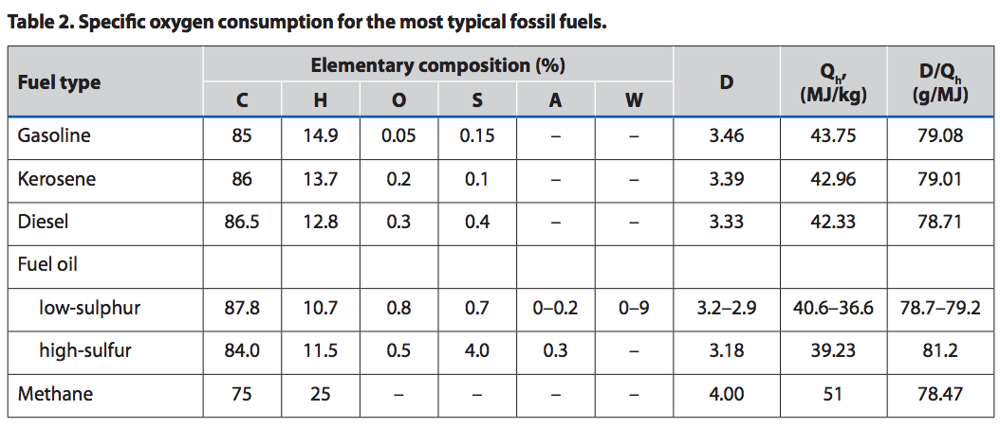 Table 2. Specific oxygen consumption for the most typical fossil fuels.
Fuel type Elementary composition (%) D Qh, (MJ/kg) D/Qh (g/MJ)
C H O S A W
Gasoline 85 14.9 0.05 0.15 – – 3.46 43.75 79.08
Kerosene 86 13.7 0.2 0.1 – – 3.39 42.96 79.01
Diesel 86.5 12.8 0.3 0.4 – – 3.33 42.33 78.71
Fuel oil
low-sulphur 87.8 10.7 0.8 0.7 0–0.2 0–9 3.2–2.9 40.6–36.6 78.7–79.2
high-sulfur 84.0 11.5 0.5 4.0 0.3 – 3.18 39.23 81.2
Methane 75 25 – – – – 4.00 51 78.47